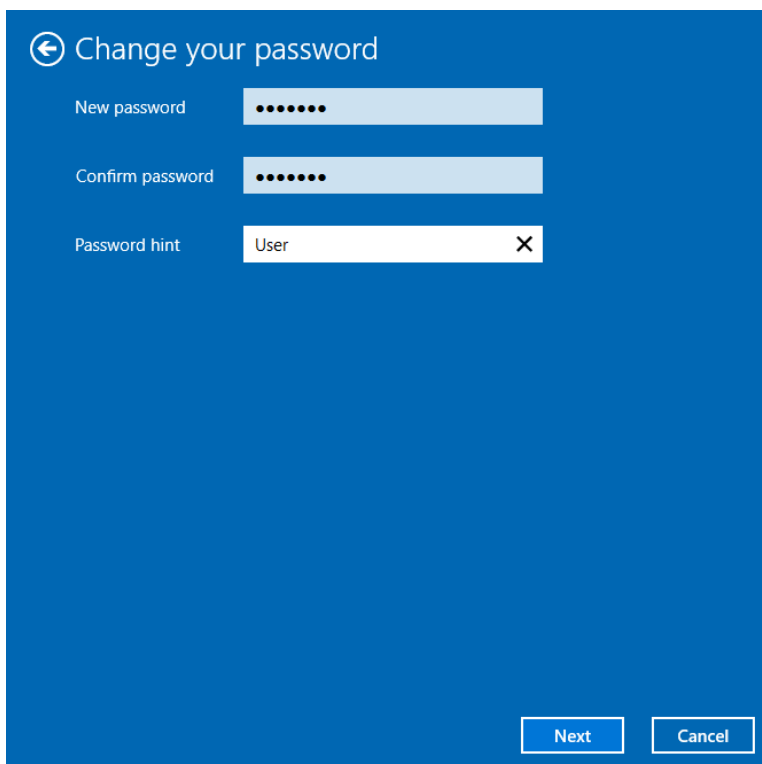 Change your password
New password •••••••
Confirm password •••••••
Password hint User
Next Cancel